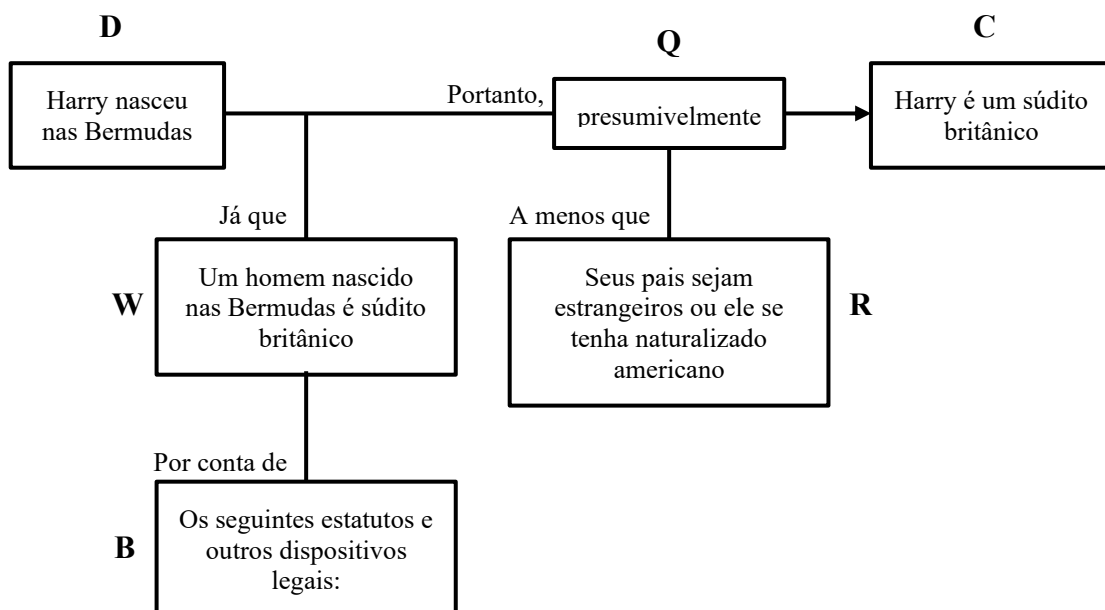 D
Q
C
Harry nasceu
nas Bermudas
Portanto,
presumivelmente
Harry é um súdito
britânico
Já que
A menos que
W
Um homem nascido
nas Bermudas é súdito
britânico
Seus pais sejam
estrangeiros ou ele se
tenha naturalizado
americano
R
Por conta de
B
Os seguintes estatutos e
outros dispositivos
legais: